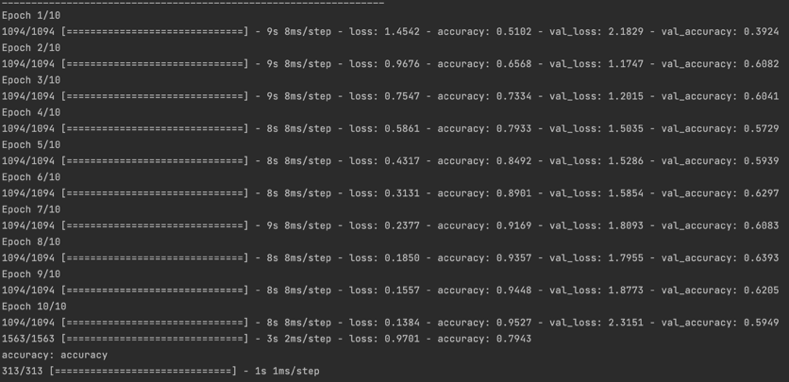 Epoch 1/10
1094/1094 [==============================] - 9s 8ms/step - loss: 1.4542 - accuracy: 0.5102 - val_loss: 2.1829 - val_accuracy: 0.3924
Epoch 2/10
1094/1094 [==============================] - 9s 8ms/step - loss: 0.9676 - accuracy: 0.6568 - val_loss: 1.1747 - val_accuracy: 0.6082
Epoch 3/10
1094/1094 [==============================] - 9s 8ms/step - loss: 0.7547 - accuracy: 0.7334 - val_loss: 1.2015 - val_accuracy: 0.6041
Epoch 4/10
1094/1094 [==============================] - 8s 8ms/step - loss: 0.5861 - accuracy: 0.7933 - val_loss: 1.5035 - val_accuracy: 0.5729
Epoch 5/10
1094/1094 [==============================] - 8s 8ms/step - loss: 0.4317 - accuracy: 0.8492 - val_loss: 1.5286 - val_accuracy: 0.5939
Epoch 6/10
1094/1094 [==============================] - 8s 8ms/step - loss: 0.3131 - accuracy: 0.8901 - val_loss: 1.5854 - val_accuracy: 0.6297
Epoch 7/10
1094/1094 [==============================] - 9s 8ms/step - loss: 0.2377 - accuracy: 0.9169 - val_loss: 1.8093 - val_accuracy: 0.6083
Epoch 8/10
1094/1094 [==============================] - 8s 8ms/step - loss: 0.1850 - accuracy: 0.9357 - val_loss: 1.7955 - val_accuracy: 0.6393
Epoch 9/10
1094/1094 [==============================] - 8s 8ms/step - loss: 0.1557 - accuracy: 0.9448 - val_loss: 1.8773 - val_accuracy: 0.6205
Epoch 10/10
1094/1094 [==============================] - 8s 8ms/step - loss: 0.1384 - accuracy: 0.9527 - val_loss: 2.3151 - val_accuracy: 0.5949
1563/1563 [==============================] - 3s 2ms/step - loss: 0.9701 - accuracy: 0.7943
accuracy: accuracy
313/313 [==============================] - 1s 1ms/step